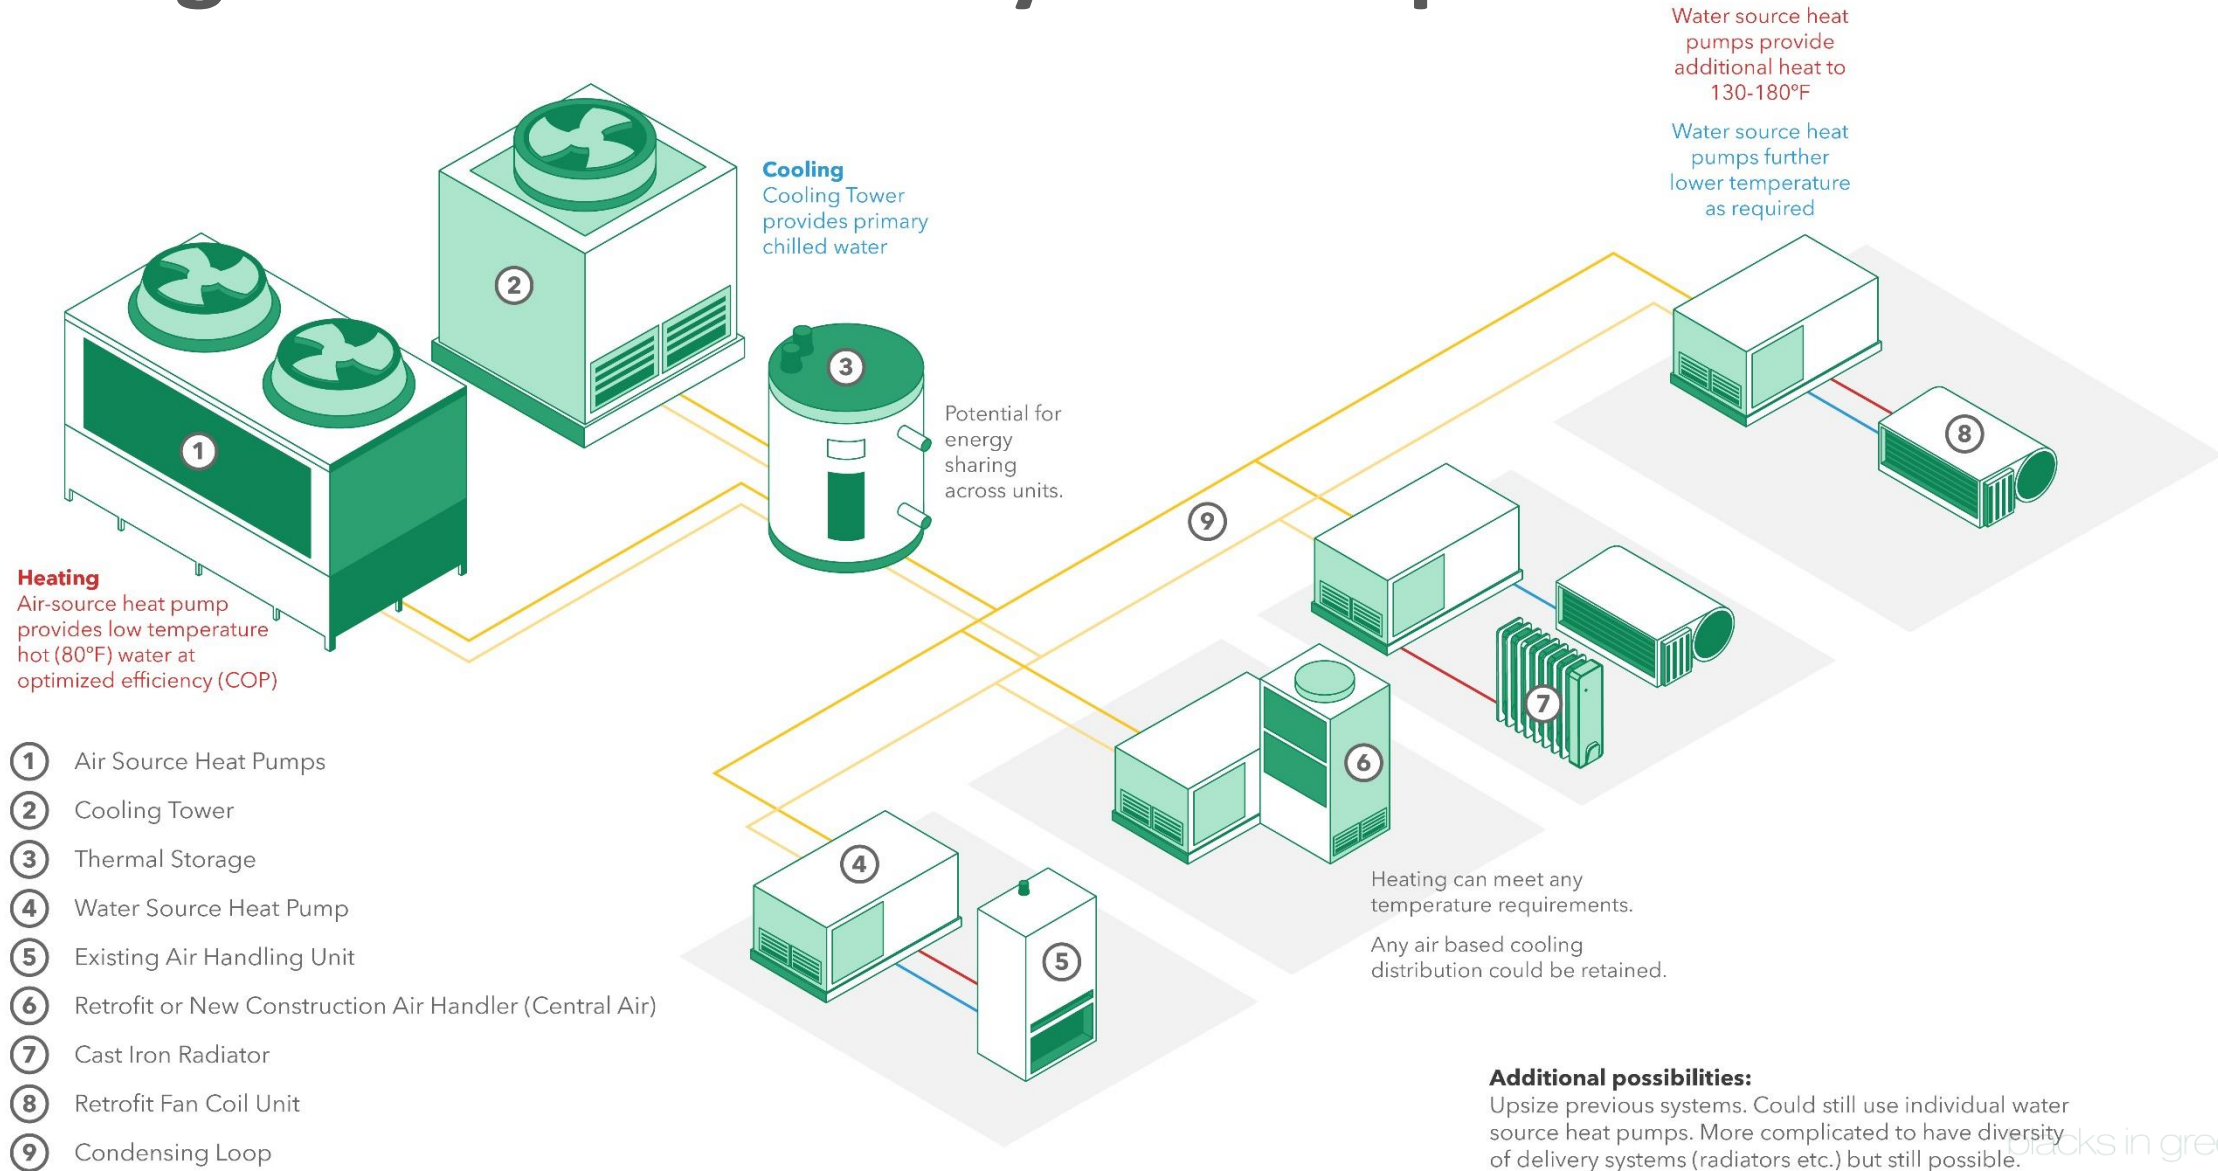 Water source heat
pumps provide
additional heat to
130-180°F
Water source heat
pumps further
lower temperature
as required
Cooling
Cooling Tower
provides primary
chilled water
2
1
3
Potential for
energy
sharing
across units.
8
9
Heating
Air-source heat pump
provides low temperature
hot (80°F) water at
optimized efficiency (COP)
7
6
4
5
Heating can meet any
temperature requirements.
Any air based cooling
distribution could be retained.
1 Air Source Heat Pumps
2 Cooling Tower
3 Thermal Storage
4 Water Source Heat Pump
5 Existing Air Handling Unit
6 Retrofit or New Construction Air Handler (Central Air)
7 Cast Iron Radiator
8 Retrofit Fan Coil Unit
9 Condensing Loop
Additional possibilities:
Upsize previous systems. Could still use individual water
source heat pumps. More complicated to have diversity
of delivery systems (radiators etc.) but still possible.
blacks in gree